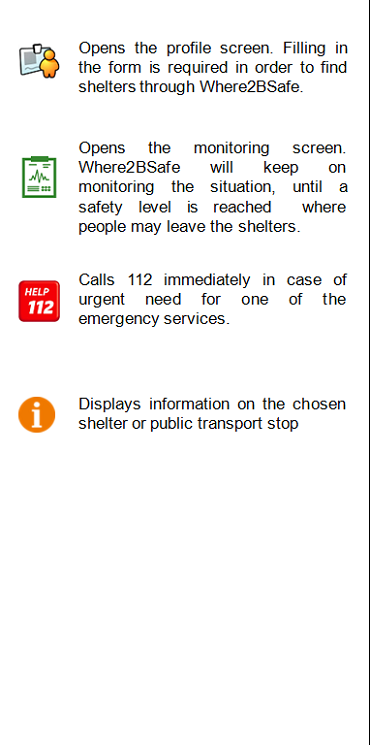 Opens the profile screen. Filling in
the form is required in order to find
shelters through Where2BSafe.
Opens the monitoring screen.
Where2BSafe will keep on
monitoring the situation, until a
safety level is reached where
people may leave the shelters.
HELP
112
Calls 112 immediately in case of
urgent need for one of the
emergency services.
i
Displays information on the chosen
shelter or public transport stop